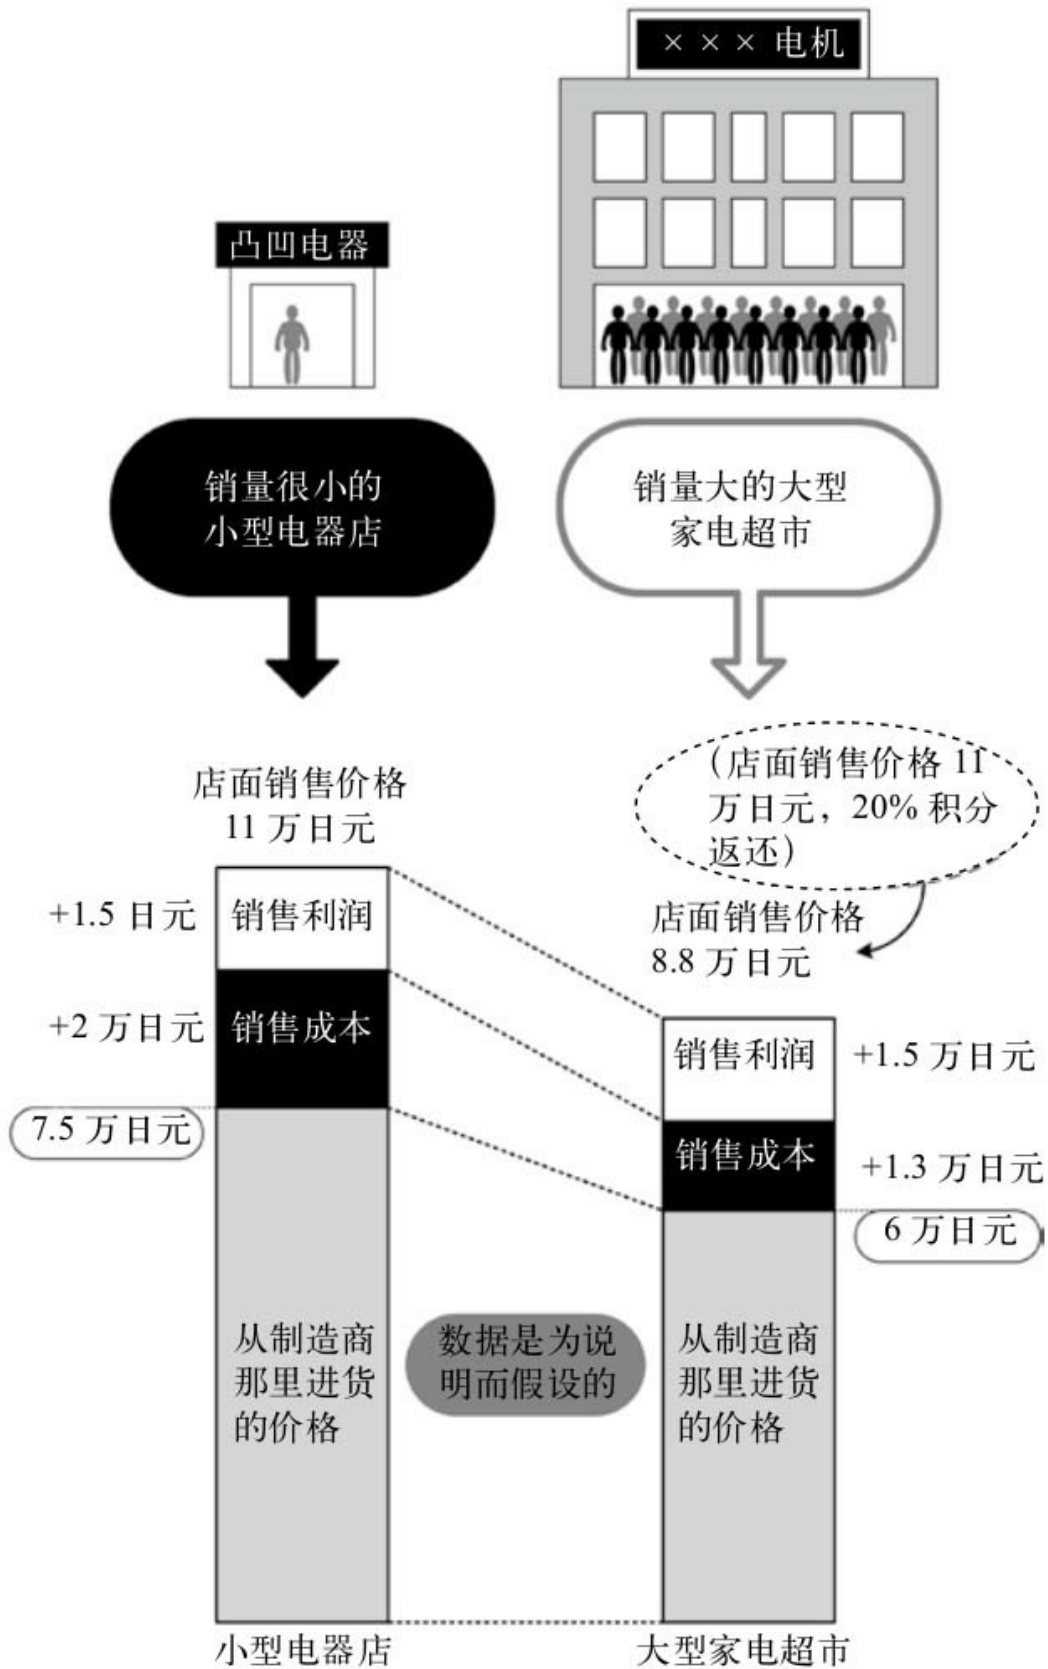 ××× 电机
凸凹电器
销量很小的
小型电器店
销量大的大型
家电超市
店面销售价格
11 万日元
（店面销售价格 11
万日元，20% 积分
返还）
店面销售价格
8.8 万日元
+1.5 日元
销售利润
+2 万日元
销售成本
7.5 万日元
从制造商
那里进货
的价格
小型电器店
数据是为说
明而假设的
销售利润
+1.5 万日元
销售成本
+1.3 万日元
6 万日元
从制造商
那里进货
的价格
大型家电超市